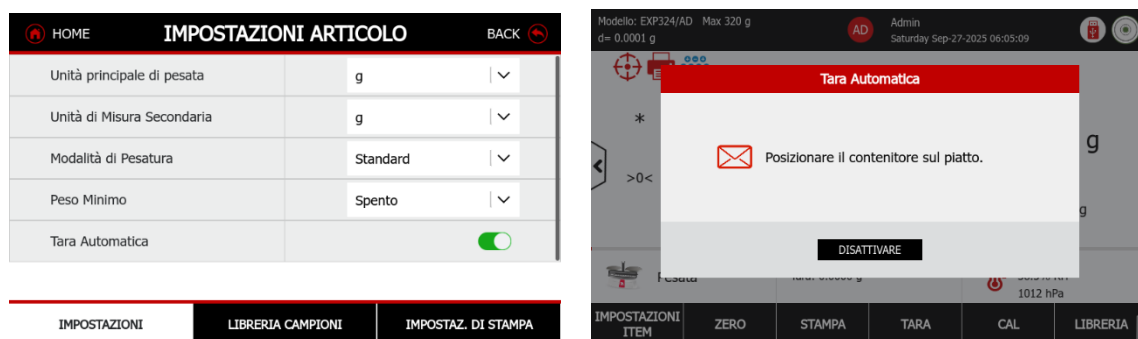 HOME
IMPOSTAZIONI ARTICOLO
BACK
Unità principale di pesata
g
Unità di Misura Secondaria
g
Modalità di Pesatura
Standard
Peso Minimo
Spento
Tara Automatica
IMPOSTAZIONI
LIBRERIA CAMPIONI
IMPOSTAZ. DI STAMPA
Modello: EXP324/AD Max 320 g
d= 0.0001 g
AD
Admin
Saturday Sep-27-2025 06:05:09
Tara Automatica
*
g
Posizionare il contenitore sul piatto.
>0<
g
DISATTIVARE
Pesata
1012 hPa
IMPOSTAZIONI
ITEM
ZERO
STAMPA
TARA
CAL
LIBRERIA